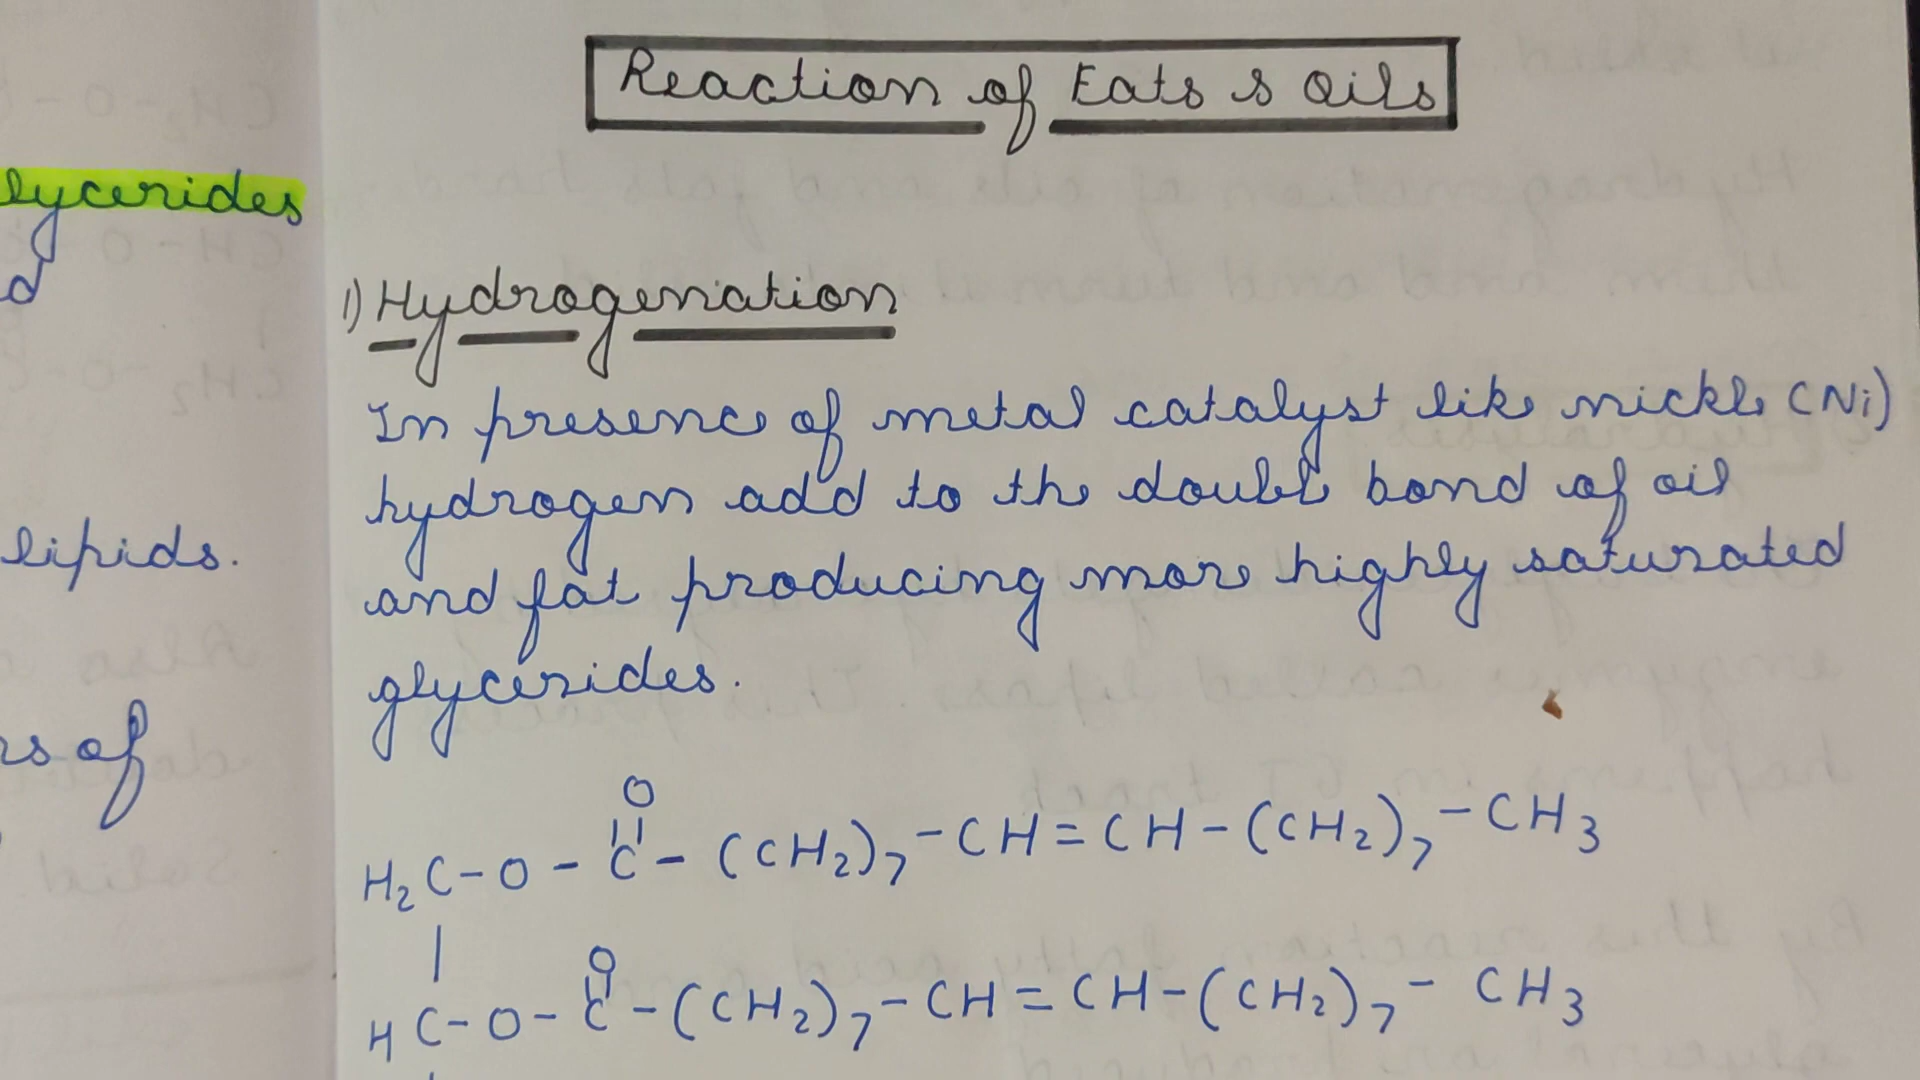 lycerides
d
lipids.
rs of
Reaction of Fats & Oils
1) Hydrogenation
In presence of metal catalyst like nickle (Ni)
hydrogen add to the double bond of oil
and fat producing more highly saturated
glycerides.
O
||
H₂C-O-C-(CH₂)₇-CH=CH-(CH₂)₇-CH₃
|
O
||
HC-O-C-(CH₂)₇-CH=CH-(CH₂)₇-CH₃